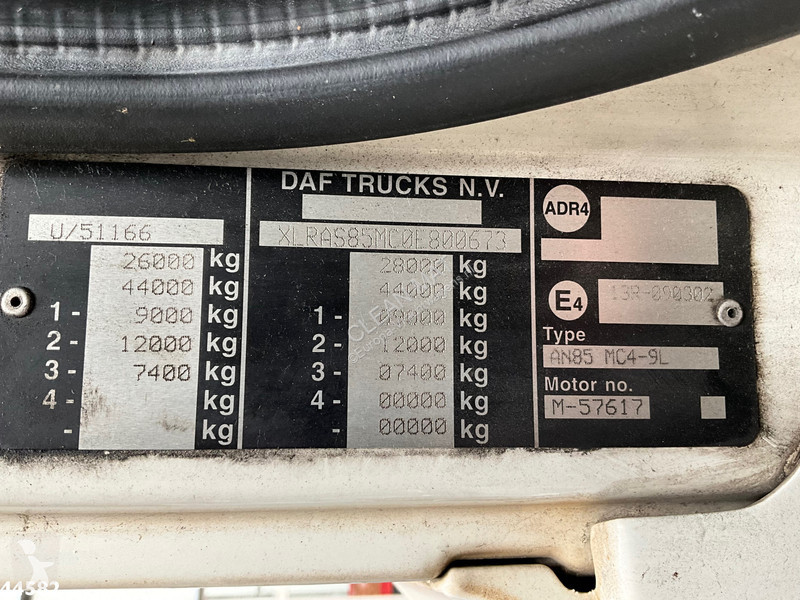 U/51166
26000 kg
44000 kg
1- 9000 kg
2- 12000 kg
3- 7400 kg
4- kg
- kg
DAF TRUCKS N.V.
XLRAS85MC0E800673
28000 kg
44000 kg
1- 09000 kg
2- 12000 kg
3- 07400 kg
4- 00000 kg
- 00000 kg
ADR4
E4 13R-090302
Type
AN85 MC4-9L
Motor no.
M-57617
44582